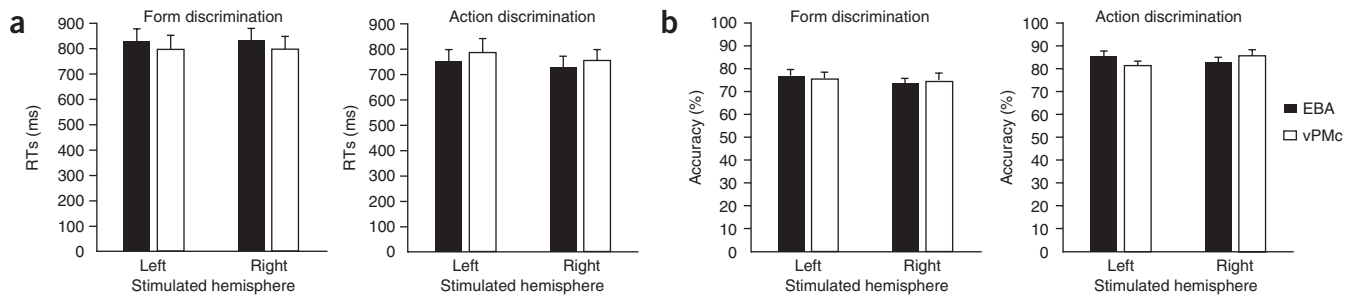 a
Form discrimination
900
800
700
600
500
400
300
200
100
0
RTs (ms)
Left
Right
Stimulated hemisphere
Action discrimination
900
800
700
600
500
400
300
200
100
0
RTs (ms)
Left
Right
Stimulated hemisphere
b
Form discrimination
100
90
80
70
60
50
40
30
20
10
0
Accuracy (%)
Left
Right
Stimulated hemisphere
Action discrimination
100
90
80
70
60
50
40
30
20
10
0
Accuracy (%)
Left
Right
Stimulated hemisphere
EBA
vPMc